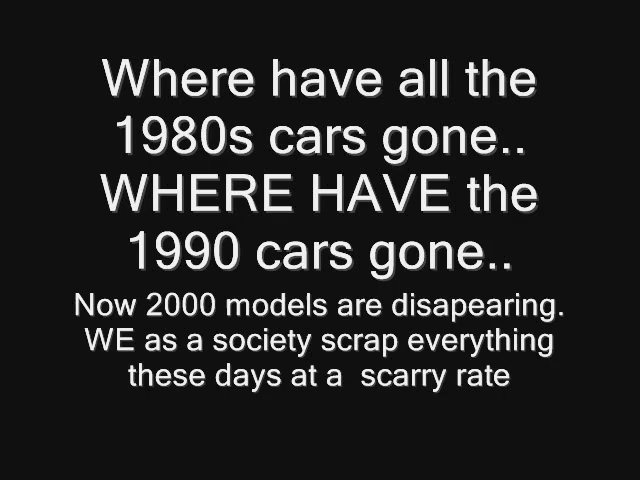 Where have all the
1980s cars gone..
WHERE HAVE the
1990 cars gone..
Now 2000 models are disapearing.
WE as a society scrap everything
these days at a  scarry rate